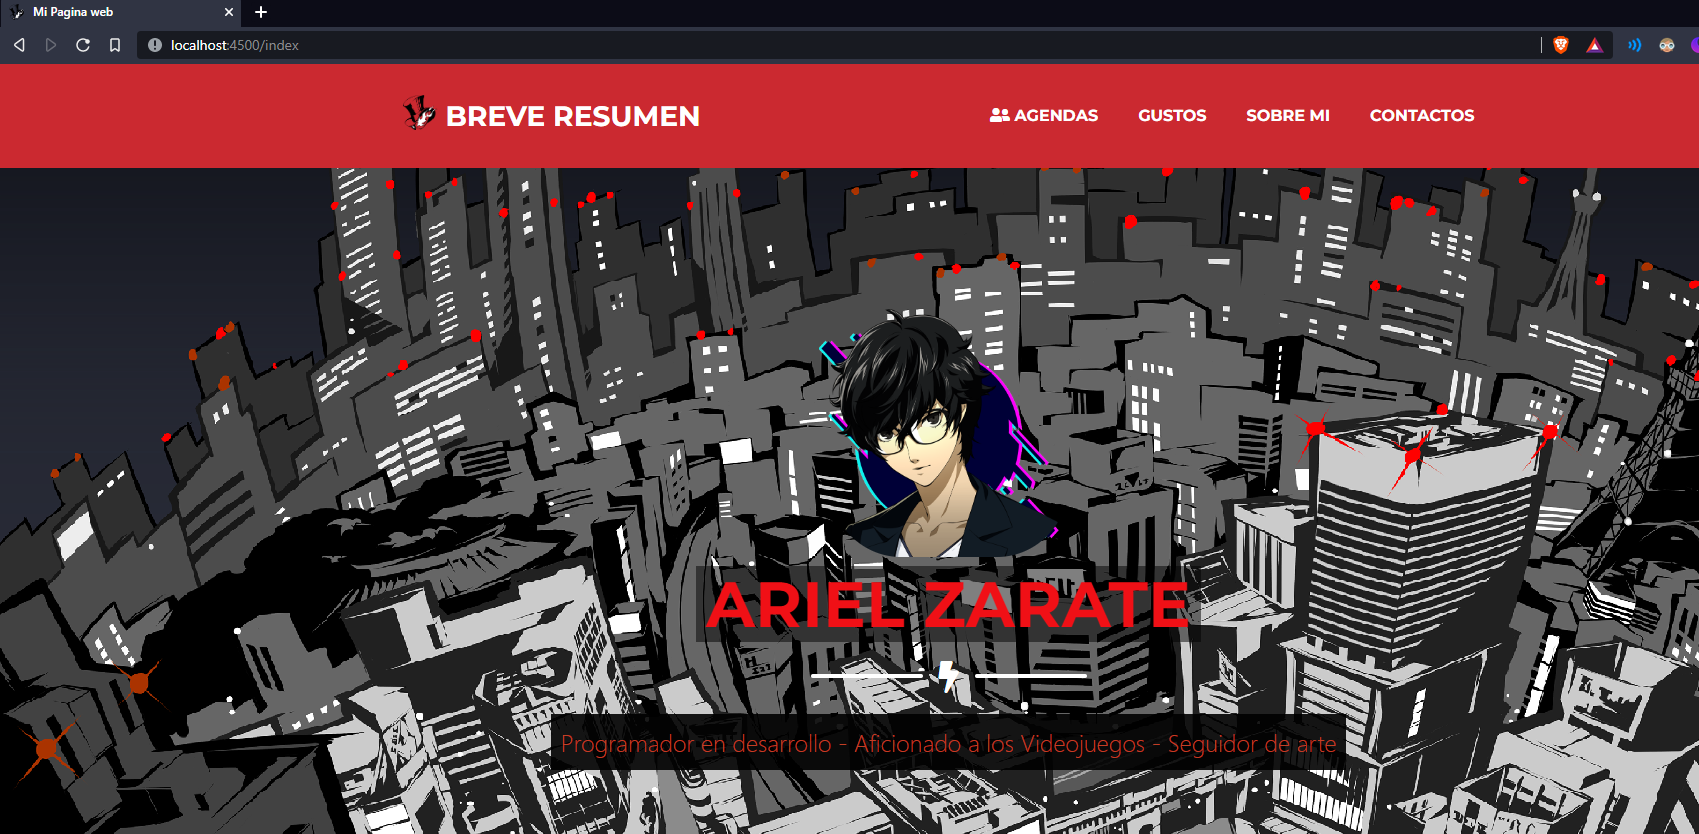 Mi Pagina web
localhost:4500/index
BREVE RESUMEN
AGENDAS GUSTOS SOBRE MI CONTACTOS
ARIEL ZARATE
Programador en desarrollo - Aficionado a los Videojuegos - Seguidor de arte